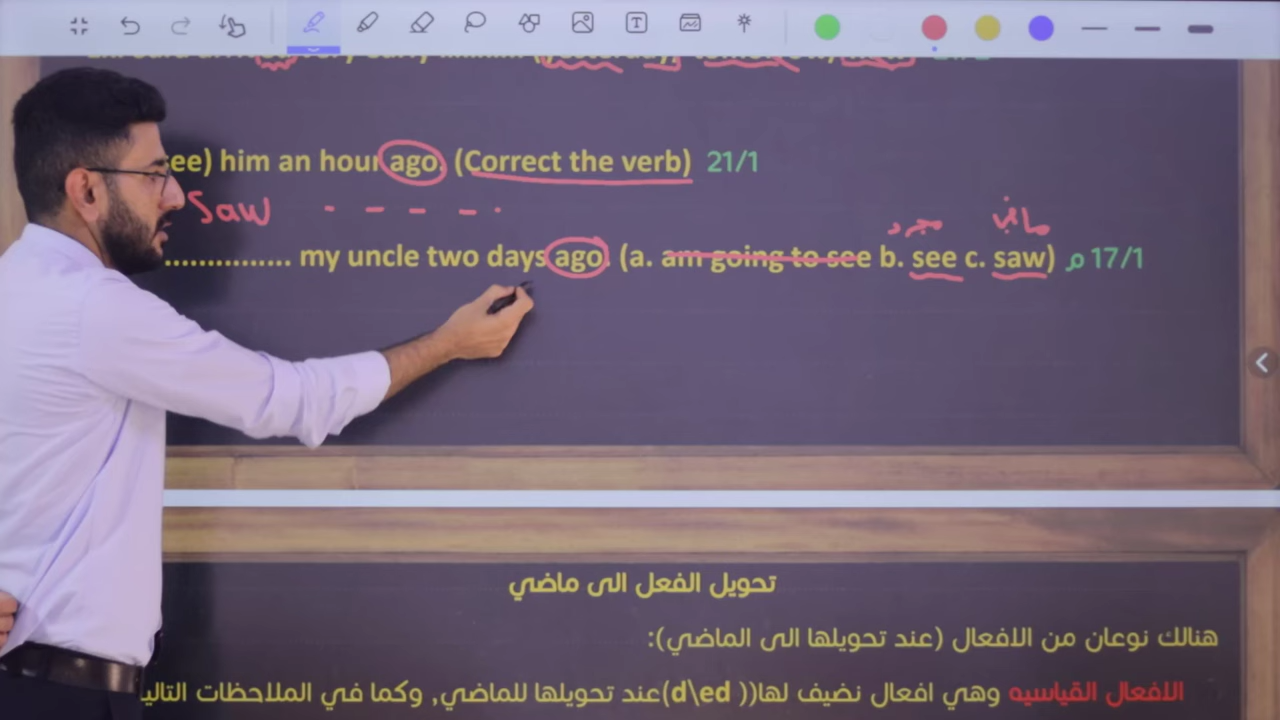 see) him an hour ago. (Correct the verb) 21/1
Saw - - - - .
مجرد ماضي
............... my uncle two days ago. (a. am going to see b. see c. saw) م 17/1
تحويل الفعل الى ماضي
هنالك نوعان من الافعال (عند تحويلها الى الماضي):
الافعال القياسيه وهي افعال نضيف لها(( d\ed)عند تحويلها للماضي, وكما في الملاحظات التالي